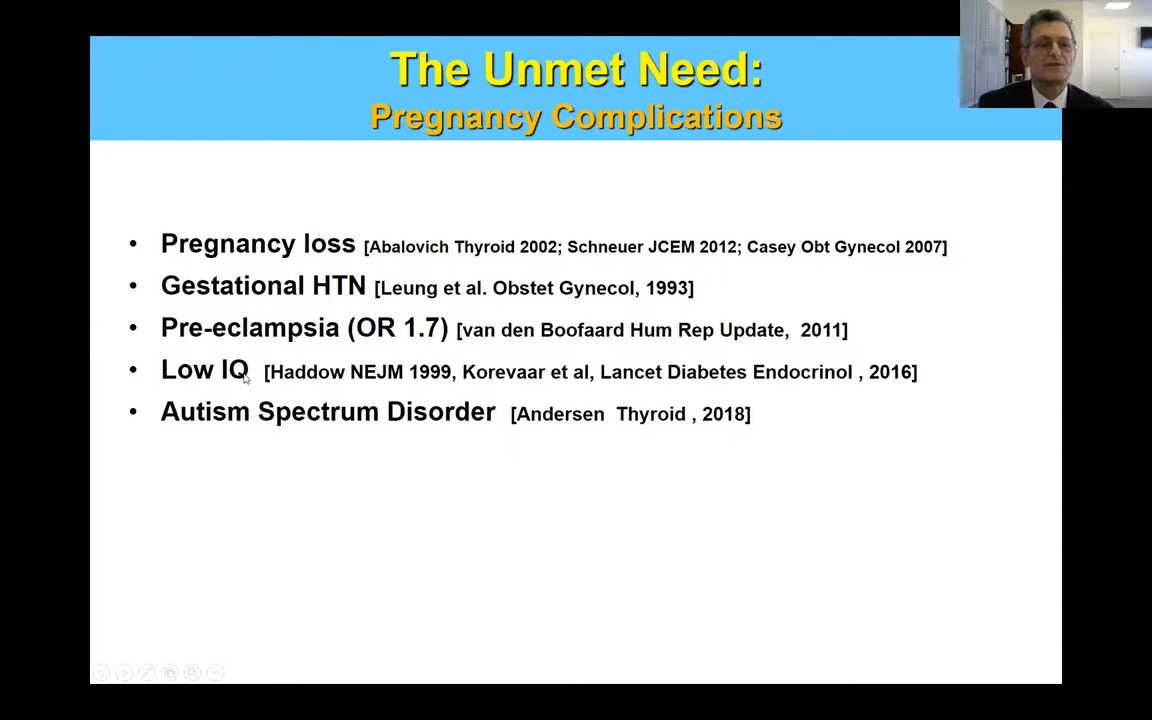 The Unmet Need:
Pregnancy Complications
• Pregnancy loss [Abalovich Thyroid 2002; Schneuer JCEM 2012; Casey Obt Gynecol 2007]
• Gestational HTN [Leung et al. Obstet Gynecol, 1993]
• Pre-eclampsia (OR 1.7) [van den Boofaard Hum Rep Update, 2011]
• Low IQ [Haddow NEJM 1999, Korevaar et al, Lancet Diabetes Endocrinol , 2016]
• Autism Spectrum Disorder [Andersen Thyroid , 2018]